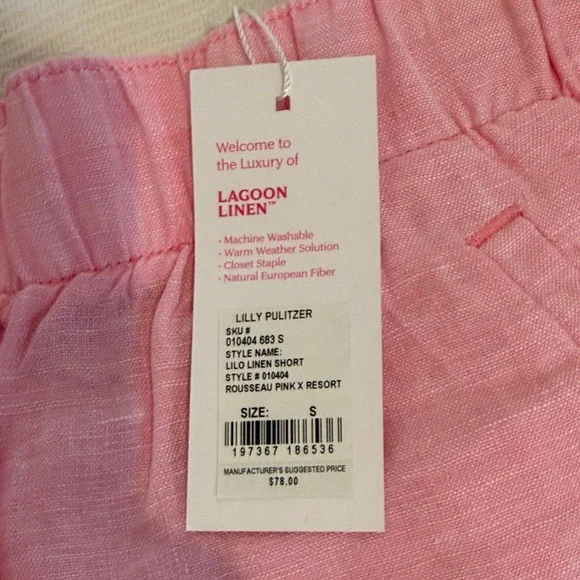 Welcome to
the Luxury of
LAGOON
LINEN™
· Machine Washable
· Warm Weather Solution
· Closet Staple
· Natural European Fiber
LILLY PULITZER
SKU #
010404 683 S
STYLE NAME:
LILO LINEN SHORT
STYLE # 010404
ROUSSEAU PINK X RESORT
SIZE: S
197367 186536
MANUFACTURER'S SUGGESTED PRICE
$78.00